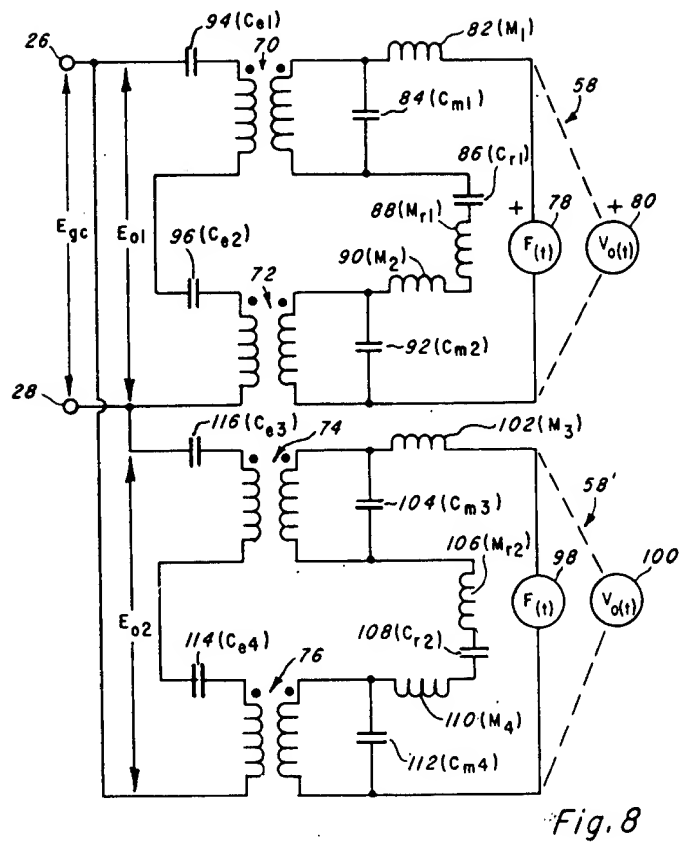 94(Ce1)
82(M1)
26
70
58
84(Cm1)
86(Cr1)
88(Mr1)
+ 78
+ 80
Egc
Eo1
96(Ce2)
90(M2)
F(t)
Vo(t)
72
92(Cm2)
28
116(Ce3)
74
102(M3)
58'
104(Cm3)
106(Mr2)
98
100
F(t)
Vo(t)
Eo2
108(Cr2)
114(Ce4)
76
110(M4)
112(Cm4)
Fig. 8